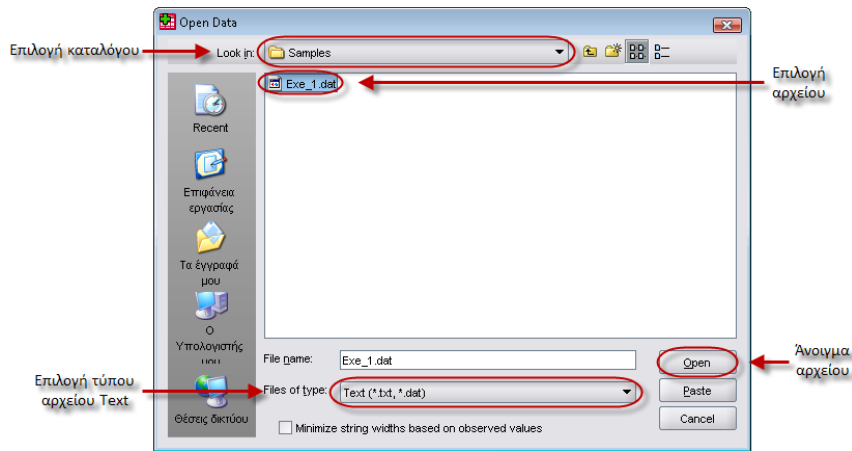 Open Data
Επιλογή καταλόγου
Look in:
Samples
Exe_1.dat
Επιλογή
αρχείου
Recent
Επιφάνεια
εργασίας
Τα έγγραφά
μου
Ο
Υπολογιστής
μου
Θέσεις δικτύου
File name:
Exe_1.dat
Open
Άνοιγμα
αρχείου
Επιλογή τύπου
αρχείου Text
Files of type:
Text (*.txt, *.dat)
Paste
Minimize string widths based on observed values
Cancel